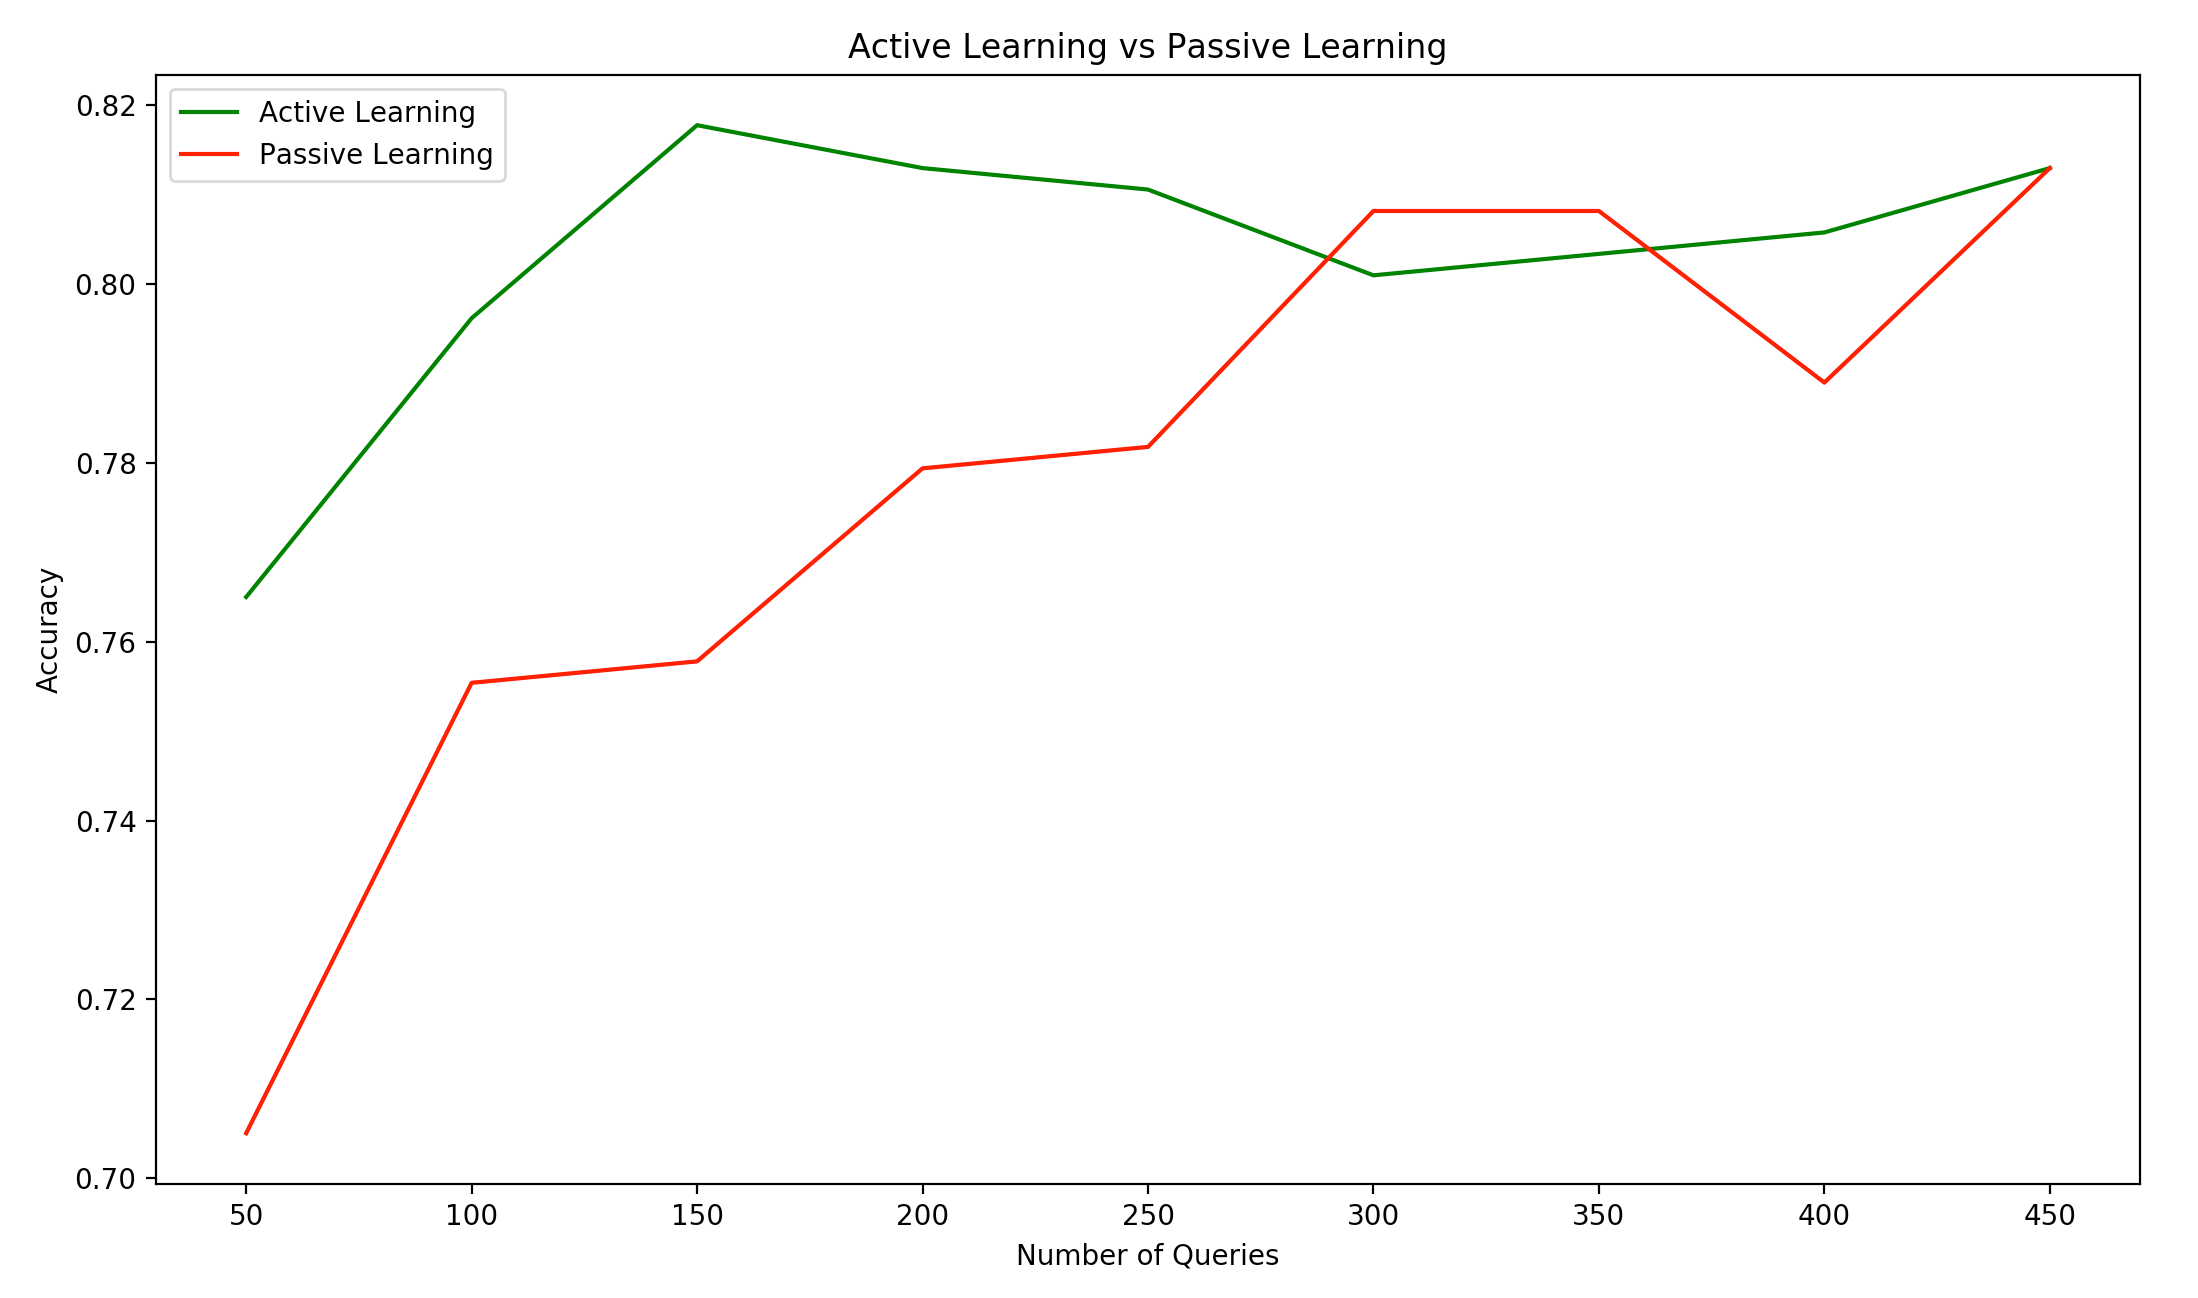 Active Learning vs Passive Learning
Active Learning
Passive Learning
0.82
0.80
0.78
0.76
0.74
0.72
0.70
Accuracy
50 100 150 200 250 300 350 400 450
Number of Queries